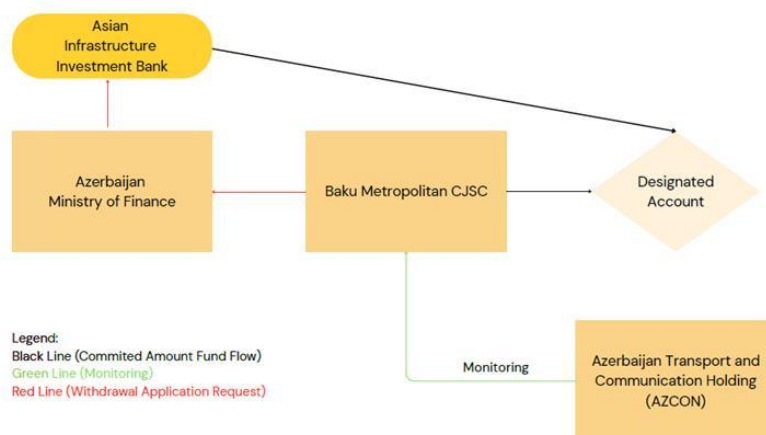 Asian
Infrastructure
Investment Bank
Azerbaijan
Ministry of Finance
Baku Metropolitan CJSC
Designated
Account
Legend:
Black Line (Commited Amount Fund Flow)
Green Line (Monitoring)
Red Line (Withdrawal Application Request)
Monitoring
Azerbaijan Transport and
Communication Holding
(AZCON)